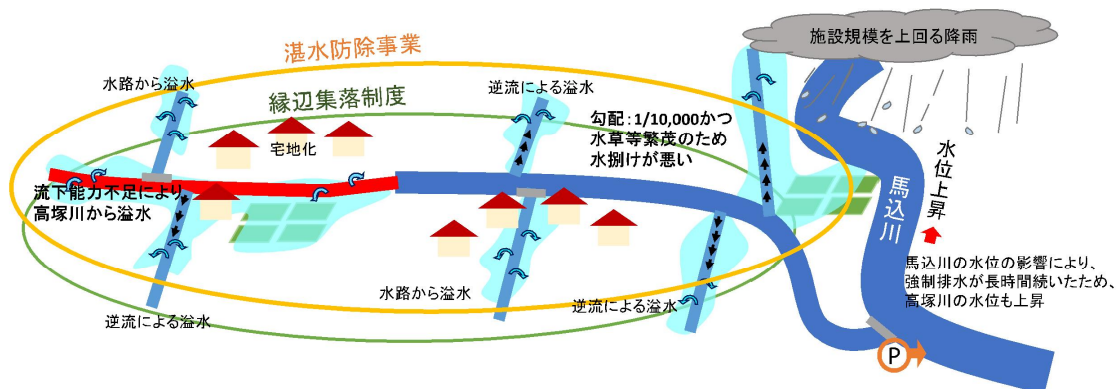 湛水防除事業
施設規模を上回る降雨
水路から溢水
逆流による溢水
縁辺集落制度
勾配：1/10,000かつ
水草等繁茂のため
水捌けが悪い
宅地化
水位上昇
流下能力不足により
高塚川から溢水
馬込川
馬込川の水位の影響により、
強制排水が長時間続いたため、
高塚川の水位も上昇
水路から溢水
逆流による溢水
逆流による溢水
P